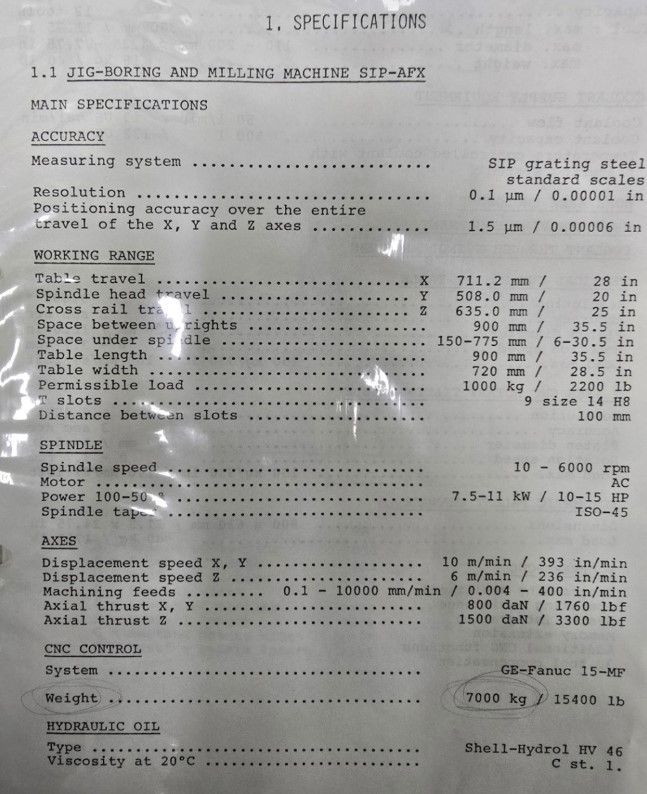 1. SPECIFICATIONS
1.1 JIG-BORING AND MILLING MACHINE SIP-AFX
MAIN SPECIFICATIONS
ACCURACY
Measuring system .............................. SIP grating steel
standard scales
Resolution ..................................... 0.1 µm / 0.00001 in
Positioning accuracy over the entire
travel of the X, Y and Z axes ............... 1.5 µm / 0.00006 in
WORKING RANGE
Table travel .................................. X 711.2 mm / 28 in
Spindle head travel ......................... Y 508.0 mm / 20 in
Cross rail travel ........................... Z 635.0 mm / 25 in
Space between uprights ....................... 900 mm / 35.5 in
Space under spindle .......................... 150-775 mm / 6-30.5 in
Table length .................................. 900 mm / 35.5 in
Table width ................................... 720 mm / 28.5 in
Permissible load ............................. 1000 kg / 2200 lb
T slots ....................................... 9 size 14 H8
Distance between slots ....................... 100 mm
SPINDLE
Spindle speed ................................. 10 - 6000 rpm
Motor ......................................... AC
Power 100-50 ................................ 7.5-11 kW / 10-15 HP
Spindle taper ................................ ISO-45
AXES
Displacement speed X, Y ..................... 10 m/min / 393 in/min
Displacement speed Z ........................ 6 m/min / 236 in/min
Machining feeds ......... 0.1 - 10000 mm/min / 0.004 - 400 in/min
Axial thrust X, Y ............................ 800 daN / 1760 lbf
Axial thrust Z ............................... 1500 daN / 3300 lbf
CNC CONTROL
System ........................................ GE-Fanuc 15-MF
Weight ........................................ 7000 kg / 15400 lb
HYDRAULIC OIL
Type .......................................... Shell-Hydrol HV 46
Viscosity at 20°C ........................... C st. 1.